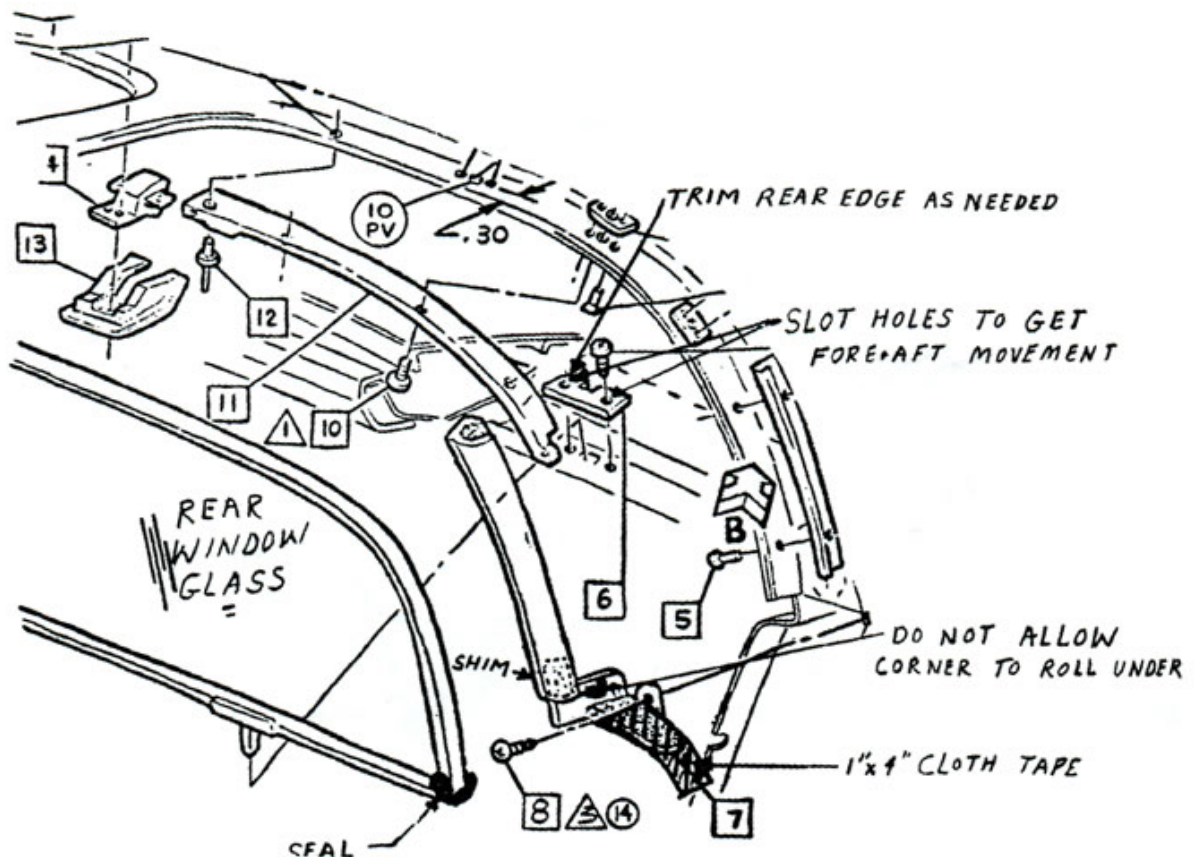 4
13
12
10
PV
.30
TRIM REAR EDGE AS NEEDED
SLOT HOLES TO GET
FORE+AFT MOVEMENT
11
1
10
REAR
WINDOW
GLASS
B
6
5
SHIM
DO NOT ALLOW
CORNER TO ROLL UNDER
8
3
14
7
1"x4" CLOTH TAPE
SEAL